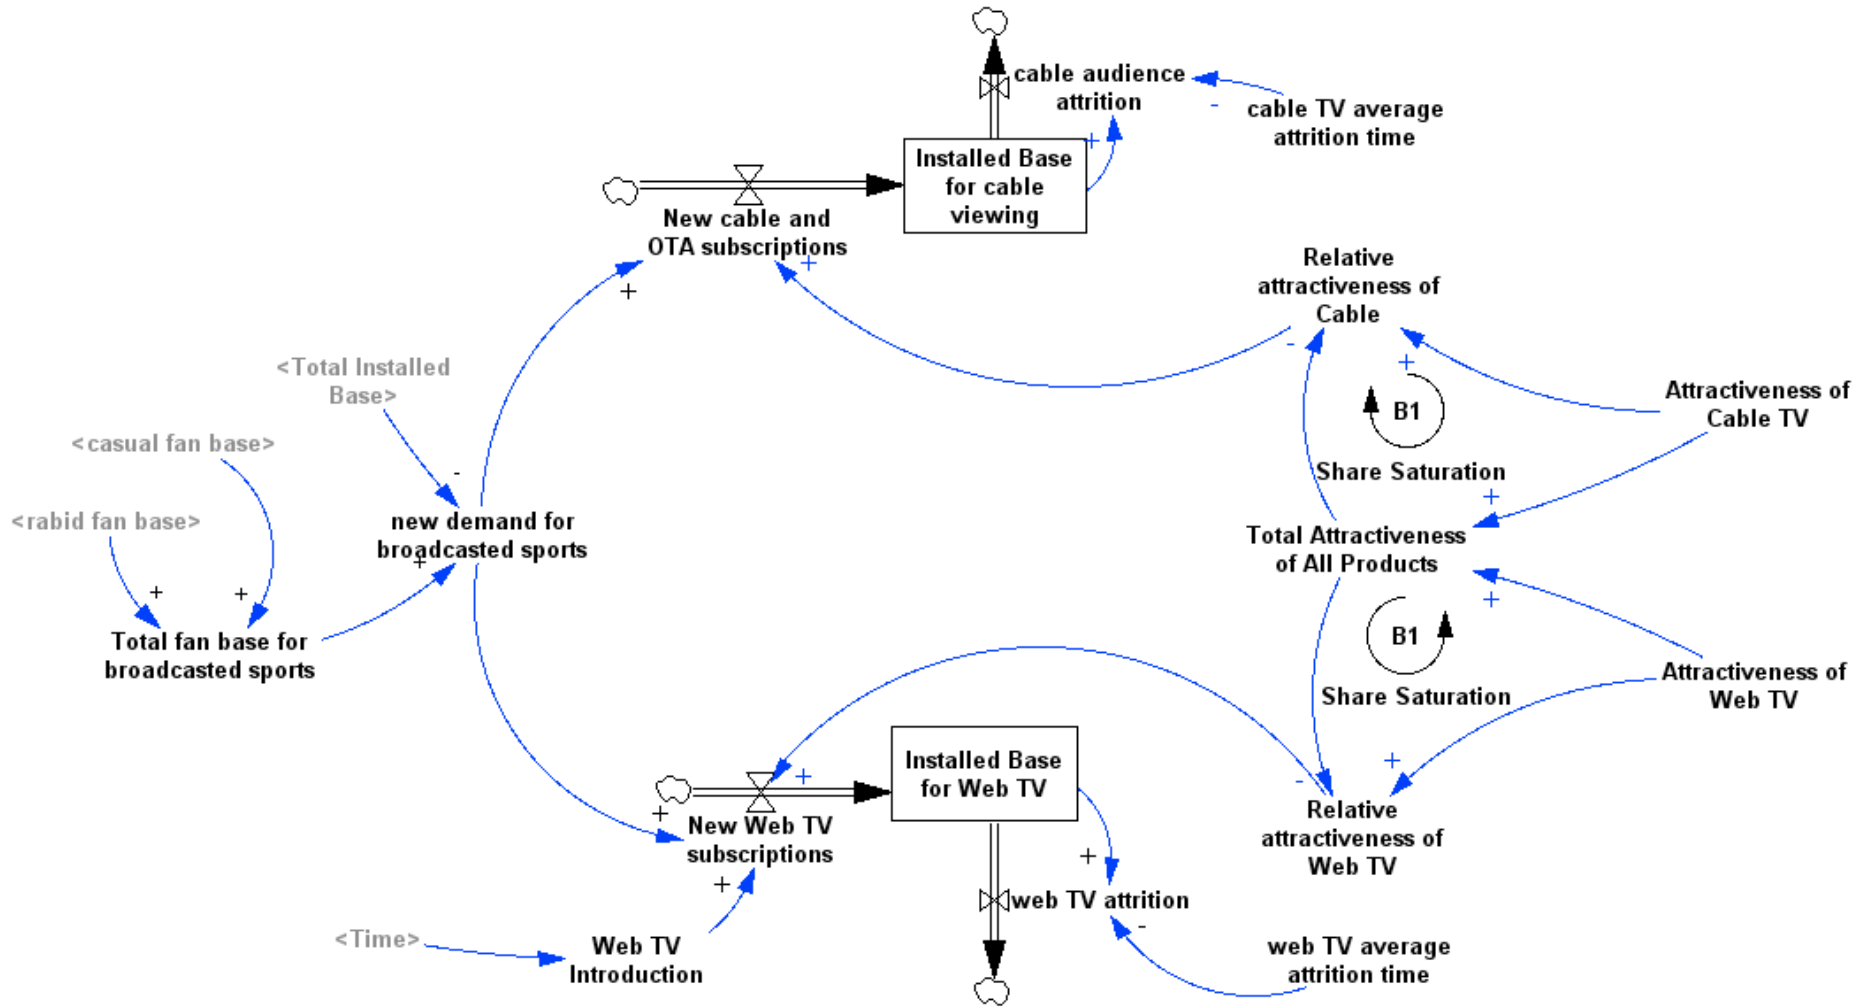 cable audience
attrition
-
cable TV average
attrition time
+
Installed Base
for cable
viewing
New cable and
OTA subscriptions
+
+
Relative
attractiveness of
Cable
-
+
<Total Installed
Base>
B1
Attractiveness of
Cable TV
<casual fan base>
-
Share Saturation
+
<rabid fan base>
new demand for
broadcasted sports
+
Total Attractiveness
of All Products
+
+
+
Total fan base for
broadcasted sports
B1
Share Saturation
Attractiveness of
Web TV
Installed Base
for Web TV
+
+
-
+
New Web TV
subscriptions
Relative
attractiveness of
Web TV
+
+
web TV attrition
-
<Time>
Web TV
Introduction
web TV average
attrition time